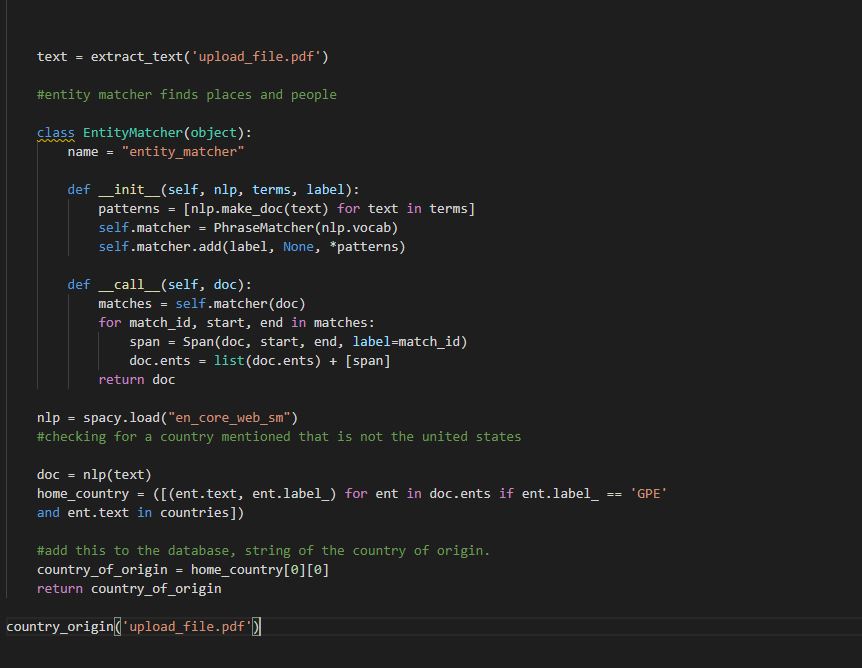 text = extract_text('upload_file.pdf')
#entity matcher finds places and people
class EntityMatcher(object):
name = "entity_matcher"
def __init__(self, nlp, terms, label):
patterns = [nlp.make_doc(text) for text in terms]
self.matcher = PhraseMatcher(nlp.vocab)
self.matcher.add(label, None, *patterns)
def __call__(self, doc):
matches = self.matcher(doc)
for match_id, start, end in matches:
span = Span(doc, start, end, label=match_id)
doc.ents = list(doc.ents) + [span]
return doc
nlp = spacy.load("en_core_web_sm")
#checking for a country mentioned that is not the united states
doc = nlp(text)
home_country = ([(ent.text, ent.label_) for ent in doc.ents if ent.label_ == 'GPE'
and ent.text in countries])
#add this to the database, string of the country of origin.
country_of_origin = home_country[0][0]
return country_of_origin
country_origin('upload_file.pdf')